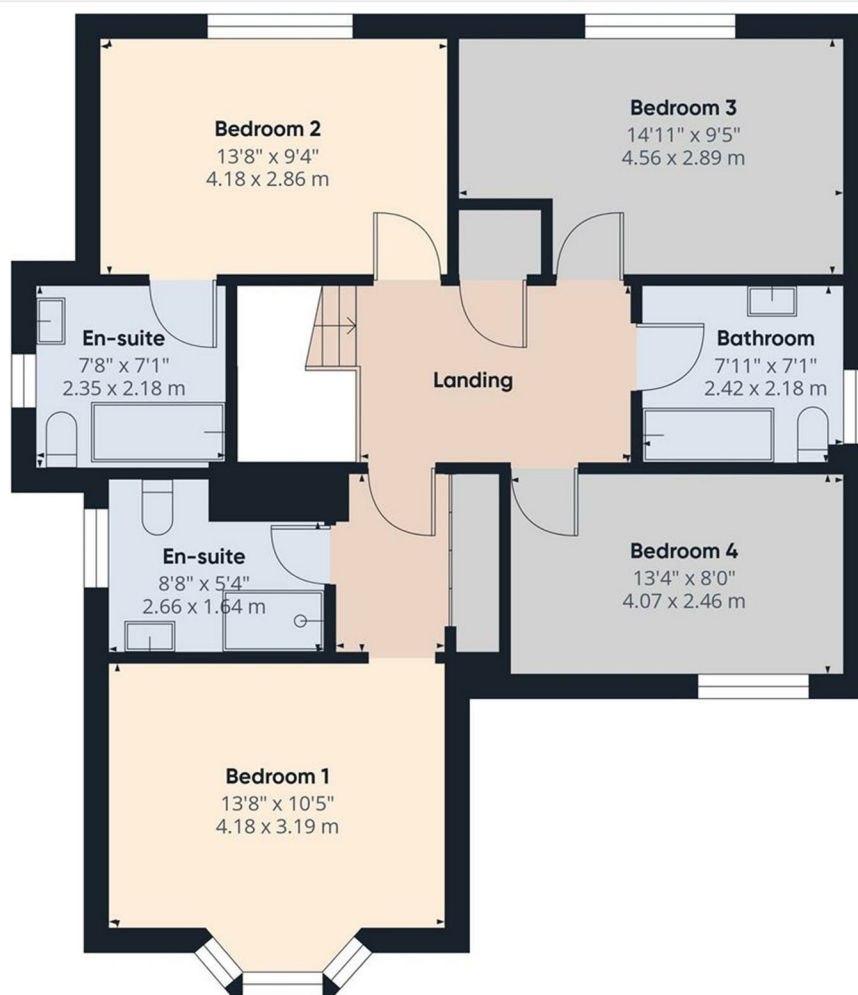 Bedroom 2
13'8" x 9'4"
4.18 x 2.86 m
Bedroom 3
14'11" x 9'5"
4.56 x 2.89 m
En-suite
7'8" x 7'1"
2.35 x 2.18 m
Landing
Bathroom
7'11" x 7'1"
2.42 x 2.18 m
En-suite
8'8" x 5'4"
2.66 x 1.64 m
Bedroom 4
13'4" x 8'0"
4.07 x 2.46 m
Bedroom 1
13'8" x 10'5"
4.18 x 3.19 m